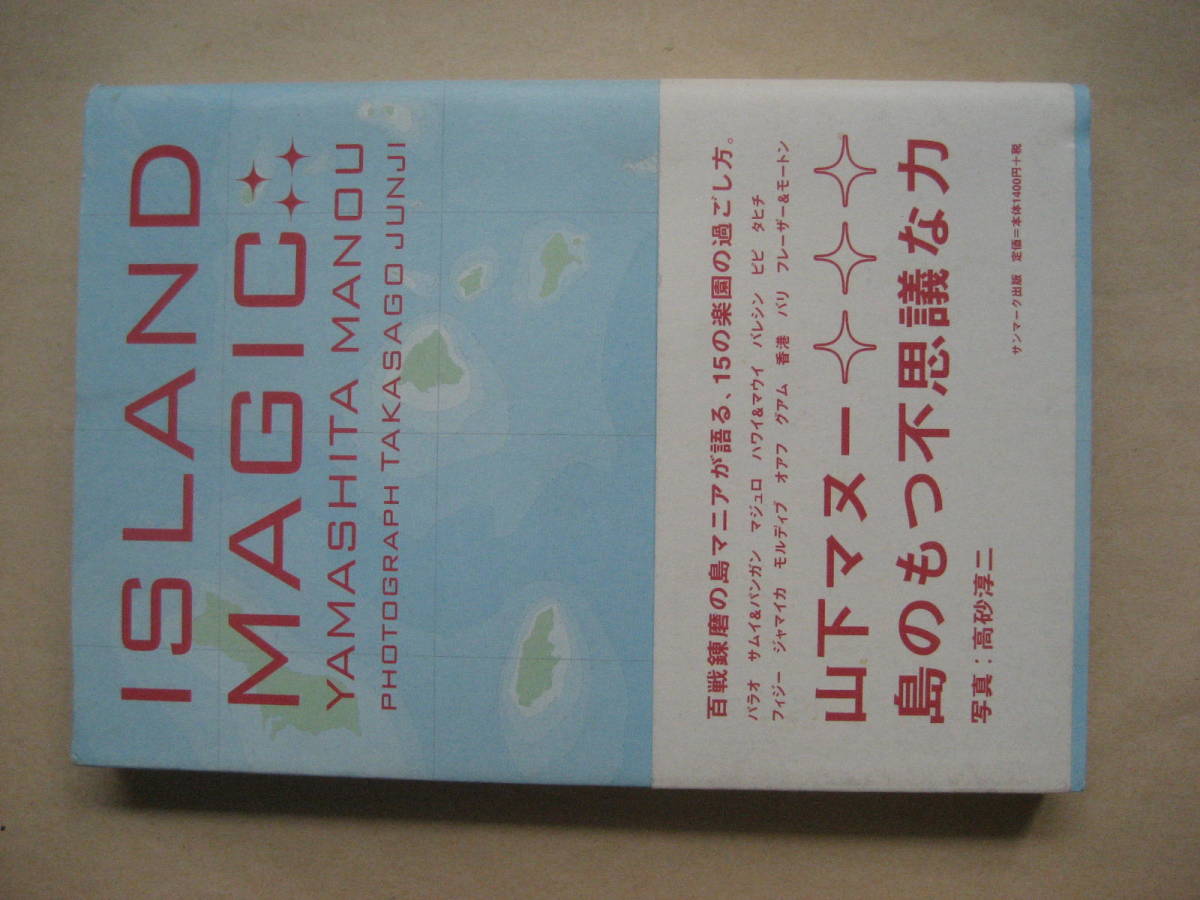 ISLAND
MAGIC
YAMASHITA MANOU
PHOTOGRAPH TAKASAGO JUNJI
百戦錬磨の島マニアが語る、15の楽園の過ごし方。
パラオ サムイ&パンガン マジュロ ハワイ&マウイ バレシン ピピ タヒチ
フィジー ジャマイカ モルディブ オアフ グアム 香港 バリ フレーザー&モートン
山下マヌー
島のもつ不思議な力
写真：高砂淳二
サンマーク出版 定価＝本体1400円＋税